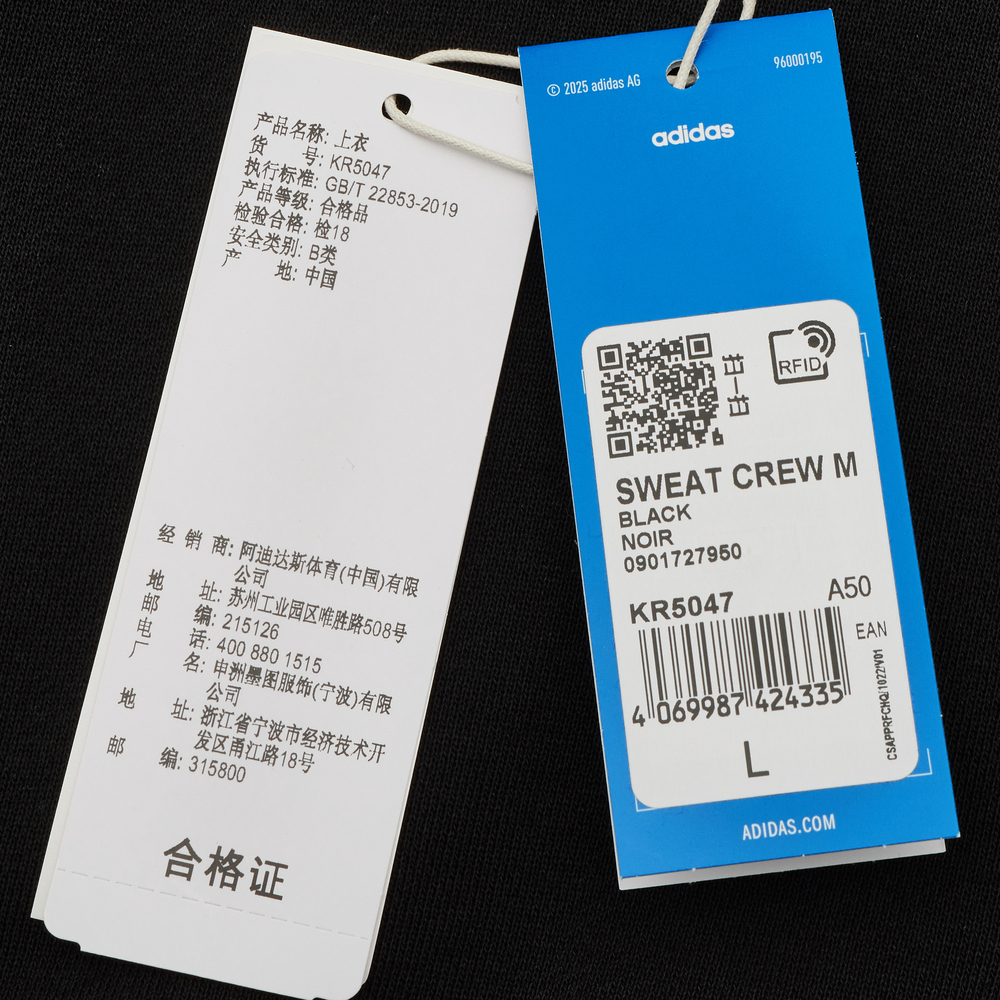 产品名称: 上衣
货 号: KR5047
执行标准: GB/T 22853-2019
产品等级: 合格品
检验合格: 检18
安全类别: B类
产 地: 中国
经 销 商: 阿迪达斯体育(中国)有限
公司
地 址: 苏州工业园区唯胜路508号
邮 编: 215126
电 话: 400 880 1515
厂 名: 申洲墨图服饰(宁波)有限
公司
地 址: 浙江省宁波市经济技术开
发区甬江路18号
邮 编: 315800
合格证
© 2025 adidas AG
96000195
adidas
RFID
SWEAT CREW M
BLACK
NOIR
0901727950
KR5047
A50
EAN
4 069987 424335
L
ADIDAS.COM